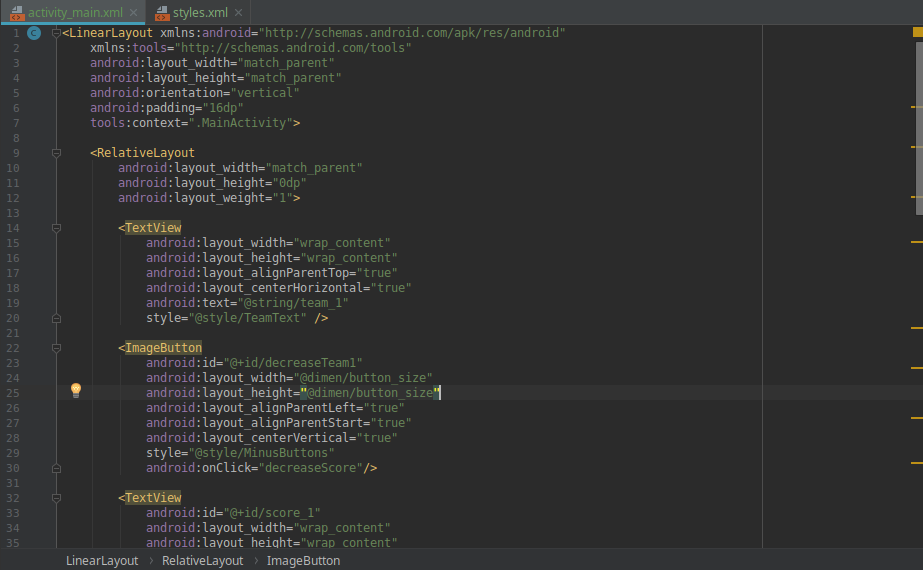 activity_main.xml × styles.xml ×
1 C <LinearLayout xmlns:android="http://schemas.android.com/apk/res/android"
2 xmlns:tools="http://schemas.android.com/tools"
3 android:layout_width="match_parent"
4 android:layout_height="match_parent"
5 android:orientation="vertical"
6 android:padding="16dp"
7 tools:context=".MainActivity">
8
9 <RelativeLayout
10 android:layout_width="match_parent"
11 android:layout_height="0dp"
12 android:layout_weight="1">
13
14 <TextView
15 android:layout_width="wrap_content"
16 android:layout_height="wrap_content"
17 android:layout_alignParentTop="true"
18 android:layout_centerHorizontal="true"
19 android:text="@string/team_1"
20 style="@style/TeamText" />
21
22 <ImageButton
23 android:id="@+id/decreaseTeam1"
24 android:layout_width="@dimen/button_size"
25 android:layout_height="@dimen/button_size"
26 android:layout_alignParentLeft="true"
27 android:layout_alignParentStart="true"
28 android:layout_centerVertical="true"
29 style="@style/MinusButtons"
30 android:onClick="decreaseScore"/>
31
32 <TextView
33 android:id="@+id/score_1"
34 android:layout_width="wrap_content"
35 android:layout_height="wrap_content"
LinearLayout › RelativeLayout › ImageButton